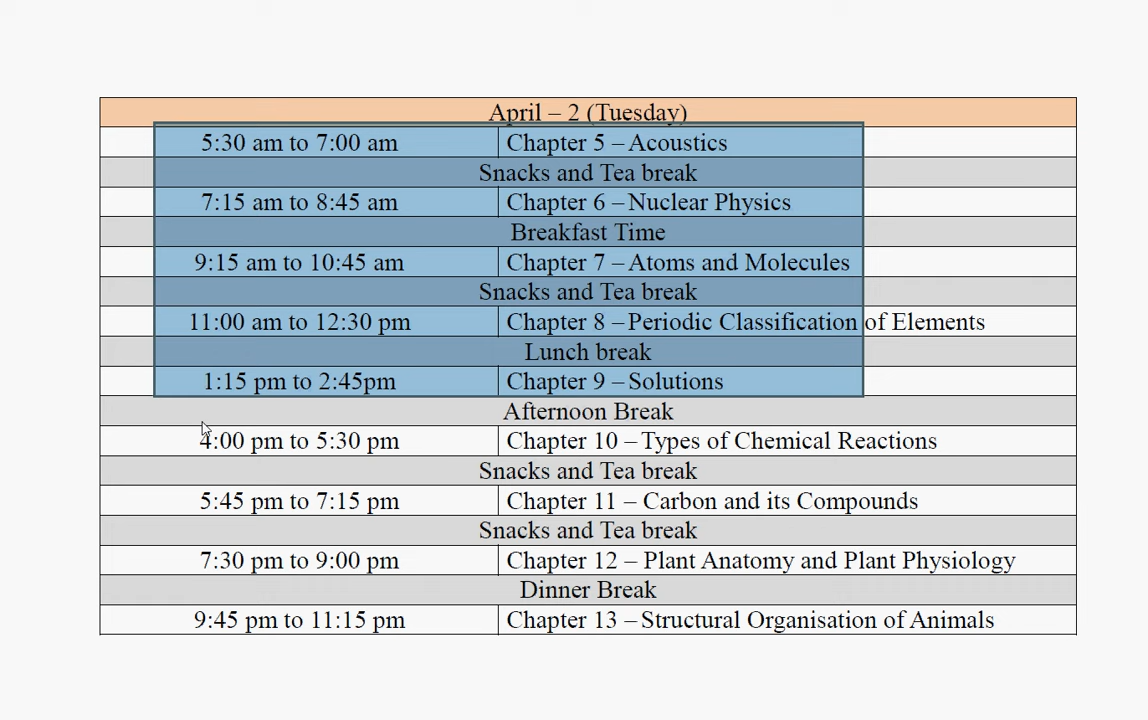 April – 2 (Tuesday)
5:30 am to 7:00 am Chapter 5 – Acoustics
Snacks and Tea break
7:15 am to 8:45 am Chapter 6 – Nuclear Physics
Breakfast Time
9:15 am to 10:45 am Chapter 7 – Atoms and Molecules
Snacks and Tea break
11:00 am to 12:30 pm Chapter 8 – Periodic Classification of Elements
Lunch break
1:15 pm to 2:45pm Chapter 9 – Solutions
Afternoon Break
4:00 pm to 5:30 pm Chapter 10 – Types of Chemical Reactions
Snacks and Tea break
5:45 pm to 7:15 pm Chapter 11 – Carbon and its Compounds
Snacks and Tea break
7:30 pm to 9:00 pm Chapter 12 – Plant Anatomy and Plant Physiology
Dinner Break
9:45 pm to 11:15 pm Chapter 13 – Structural Organisation of Animals